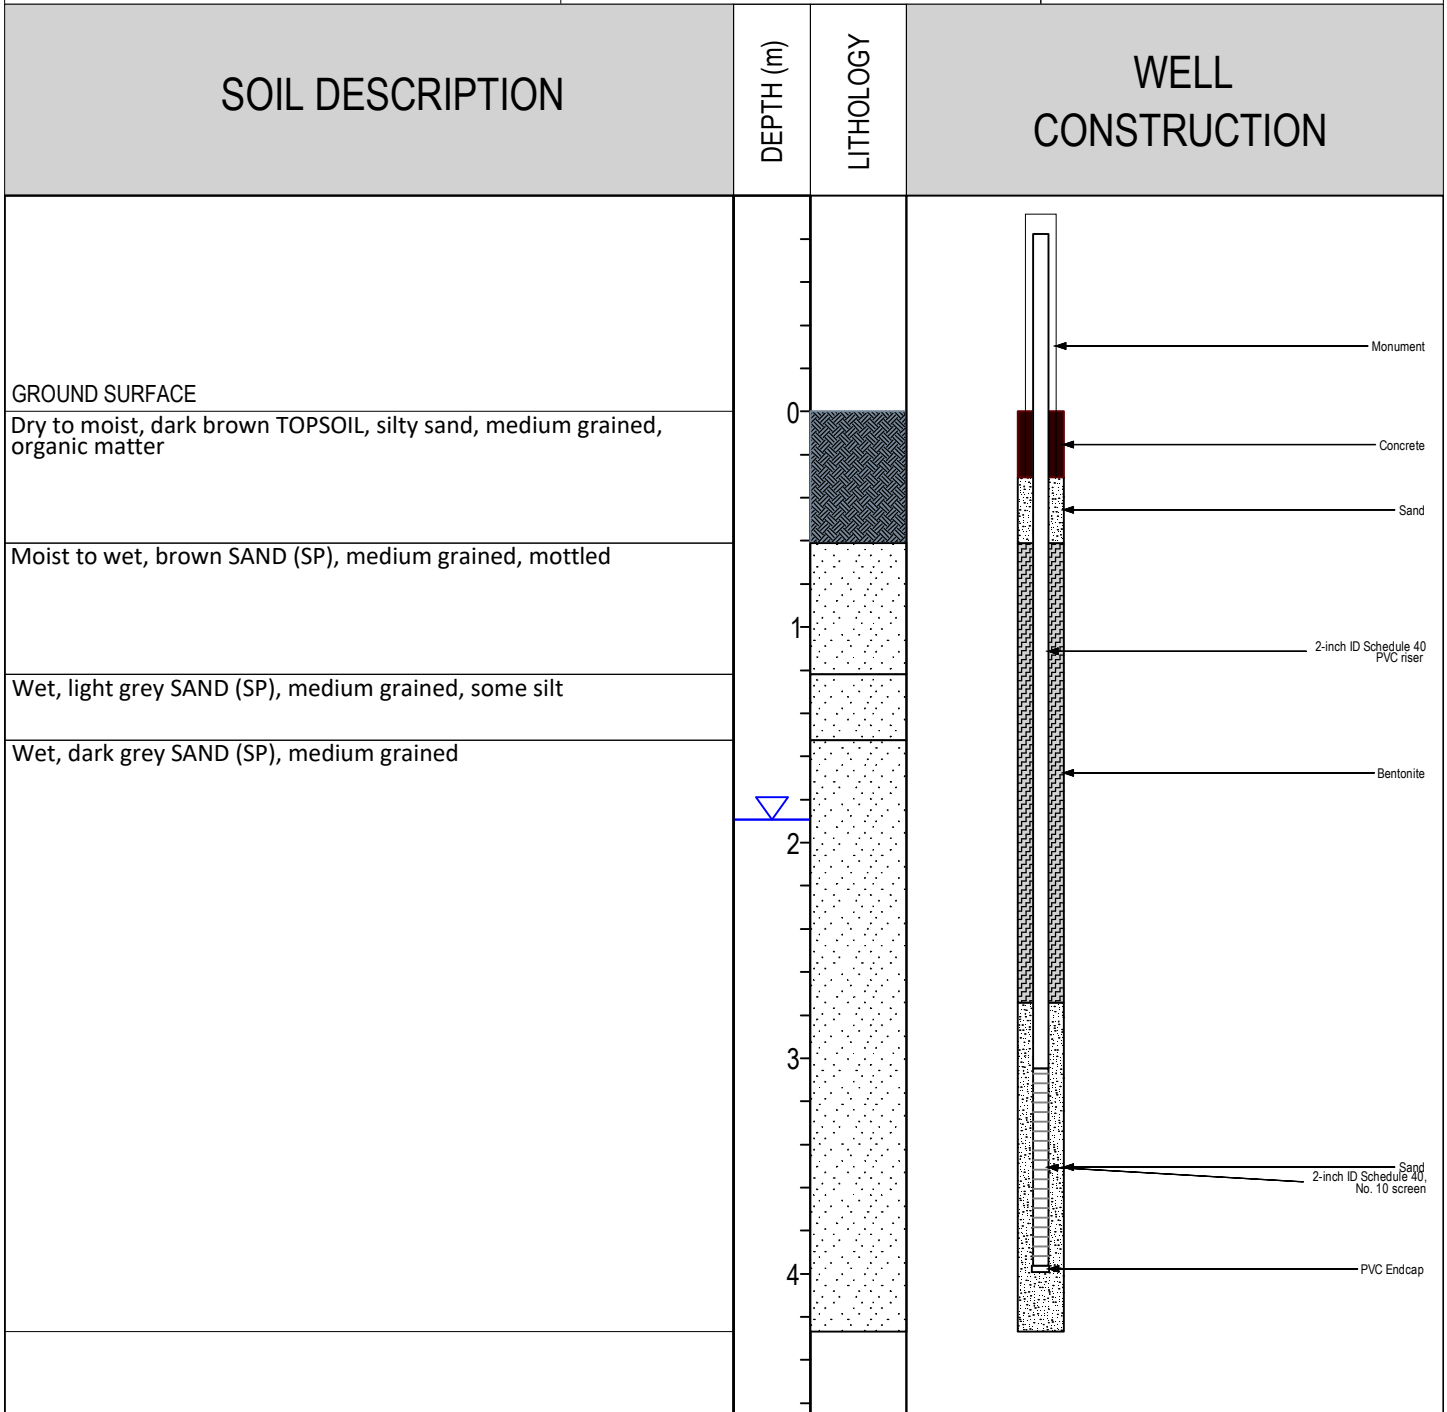 SOIL DESCRIPTION
DEPTH (m)
LITHOLOGY
WELL
CONSTRUCTION
GROUND SURFACE
Dry to moist, dark brown TOPSOIL, silty sand, medium grained,
organic matter
Moist to wet, brown SAND (SP), medium grained, mottled
Wet, light grey SAND (SP), medium grained, some silt
Wet, dark grey SAND (SP), medium grained
0
1
2
3
4
Monument
Concrete
Sand
2-inch ID Schedule 40
PVC riser
Bentonite
Sand
2-inch ID Schedule 40,
No. 10 screen
PVC Endcap